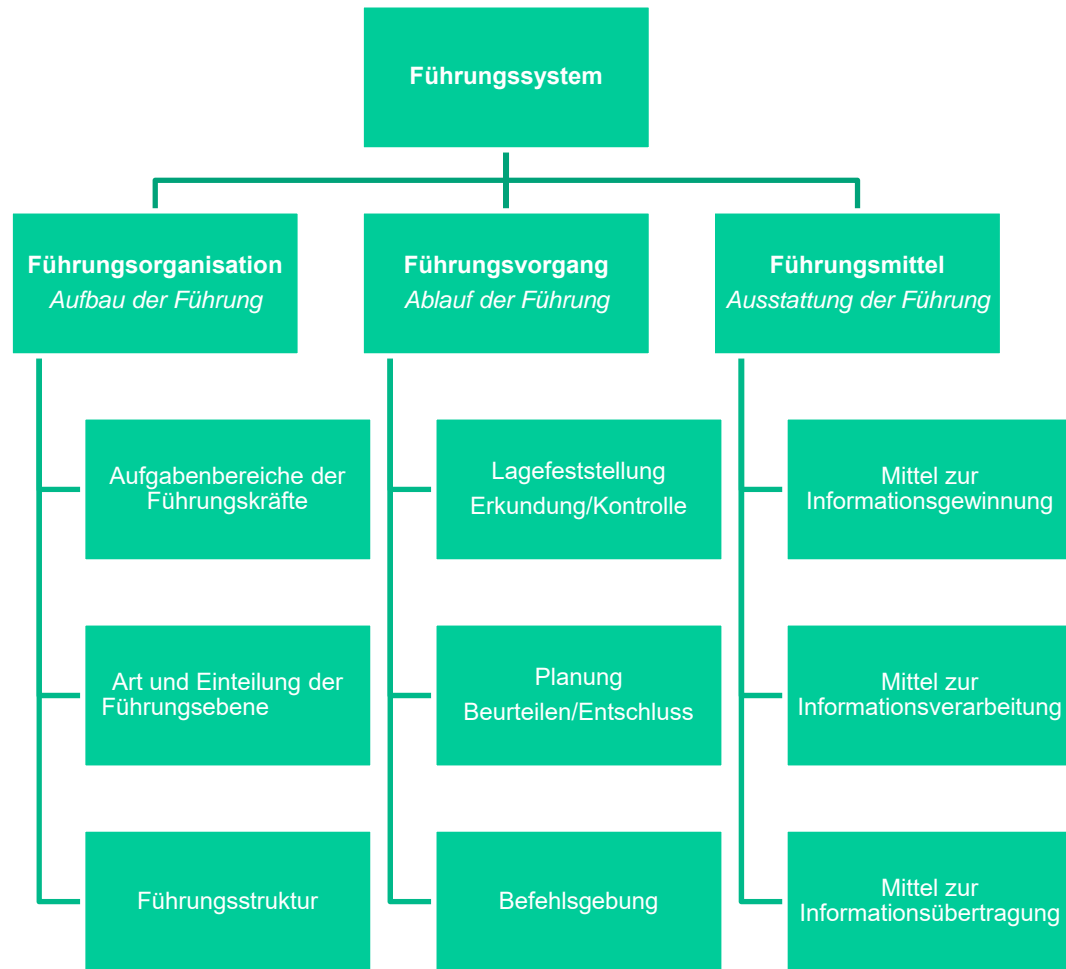 Führungssystem
Führungsorganisation
Aufbau der Führung
Führungsvorgang
Ablauf der Führung
Führungsmittel
Ausstattung der Führung
Aufgabenbereiche der
Führungskräfte
Lagefeststellung
Erkundung/Kontrolle
Mittel zur
Informationsgewinnung
Art und Einteilung der
Führungsebene
Planung
Beurteilen/Entschluss
Mittel zur
Informationsverarbeitung
Führungsstruktur
Befehlsgebung
Mittel zur
Informationsübertragung